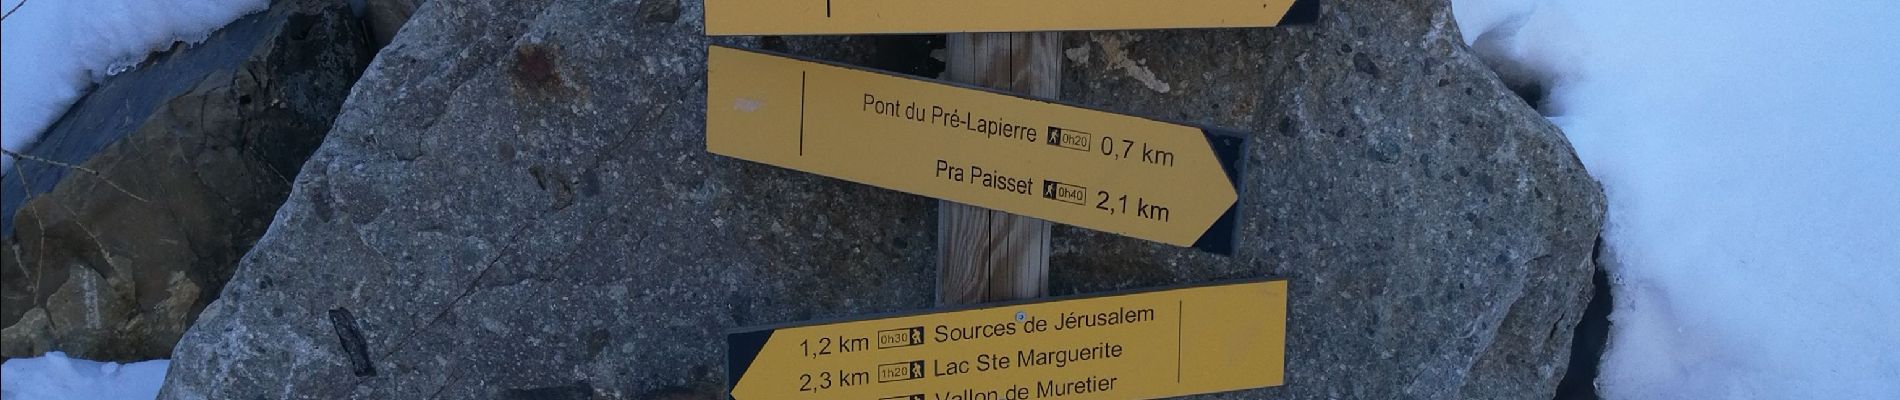 Pont du Pré-Lapierre 0h20 0,7 km
Pra Paisset 0h40 2,1 km
1,2 km 0h30 Sources de Jérusalem
2,3 km 1h20 Lac Ste Marguerite
Vallon de Muretier